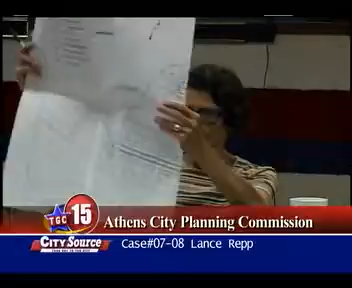 TGC
15
Athens City Planning Commission
City Source
Case#07-08 Lance Repp